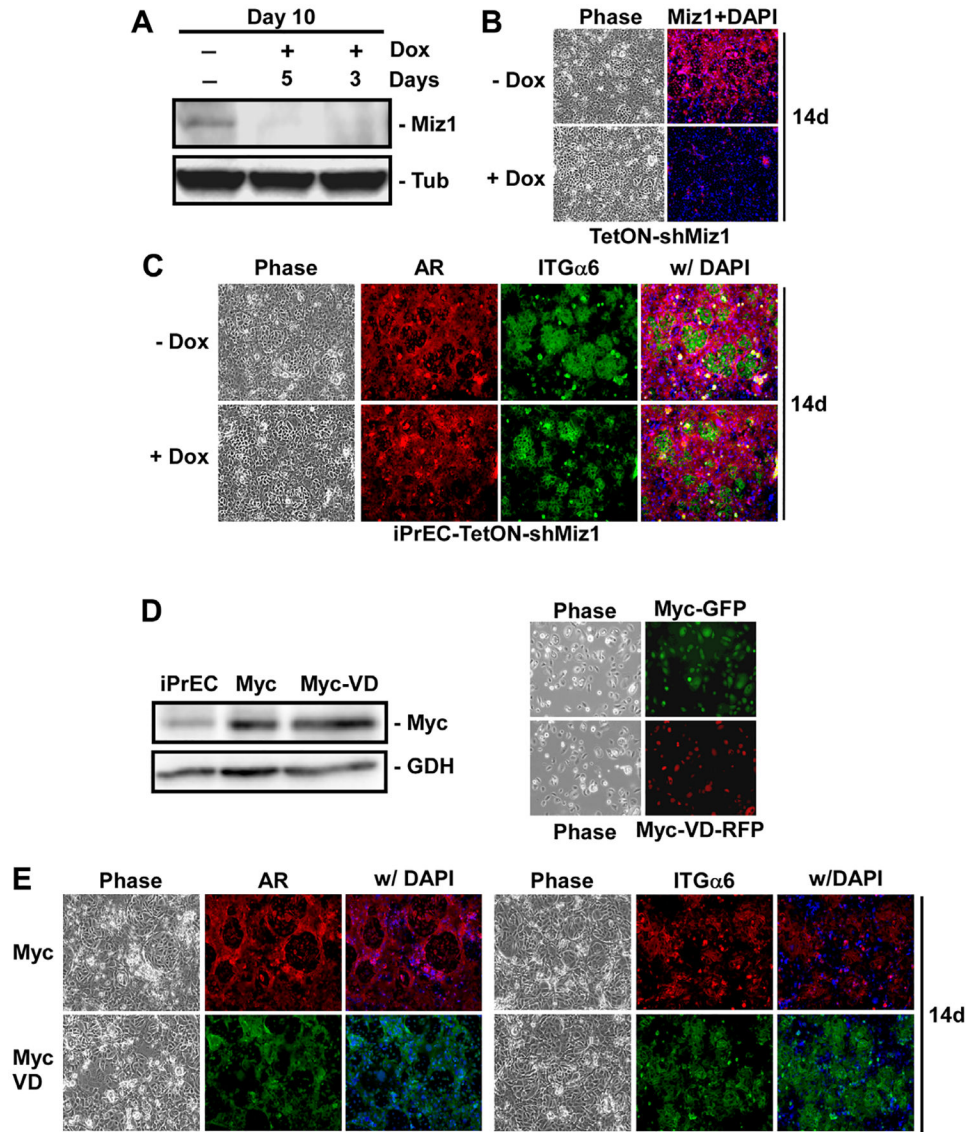 A
Day 10
– + + Dox
– 5 3 Days
- Miz1
- Tub
B
Phase Miz1+DAPI
- Dox
+ Dox
14d
TetON-shMiz1
C
Phase AR ITGα6 w/ DAPI
- Dox
+ Dox
14d
iPrEC-TetON-shMiz1
D
iPrEC Myc Myc-VD
- Myc
- GDH
Phase Myc-GFP
Phase Myc-VD-RFP
E
Phase AR w/ DAPI Phase ITGα6 w/DAPI
Myc
Myc
VD
14d